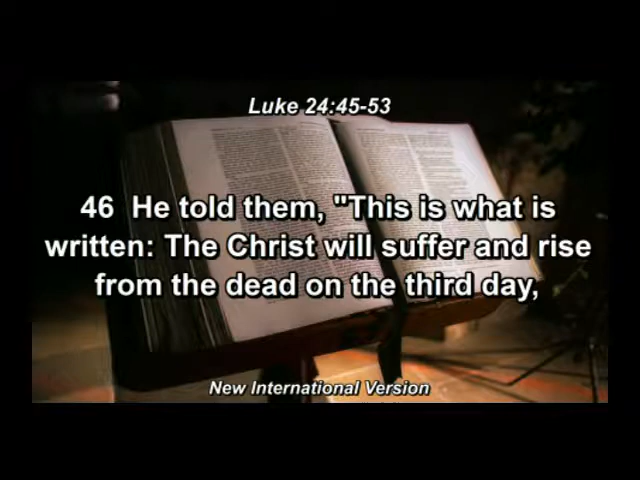 Luke 24:45-53
46 He told them, "This is what is
written: The Christ will suffer and rise
from the dead on the third day,
New International Version